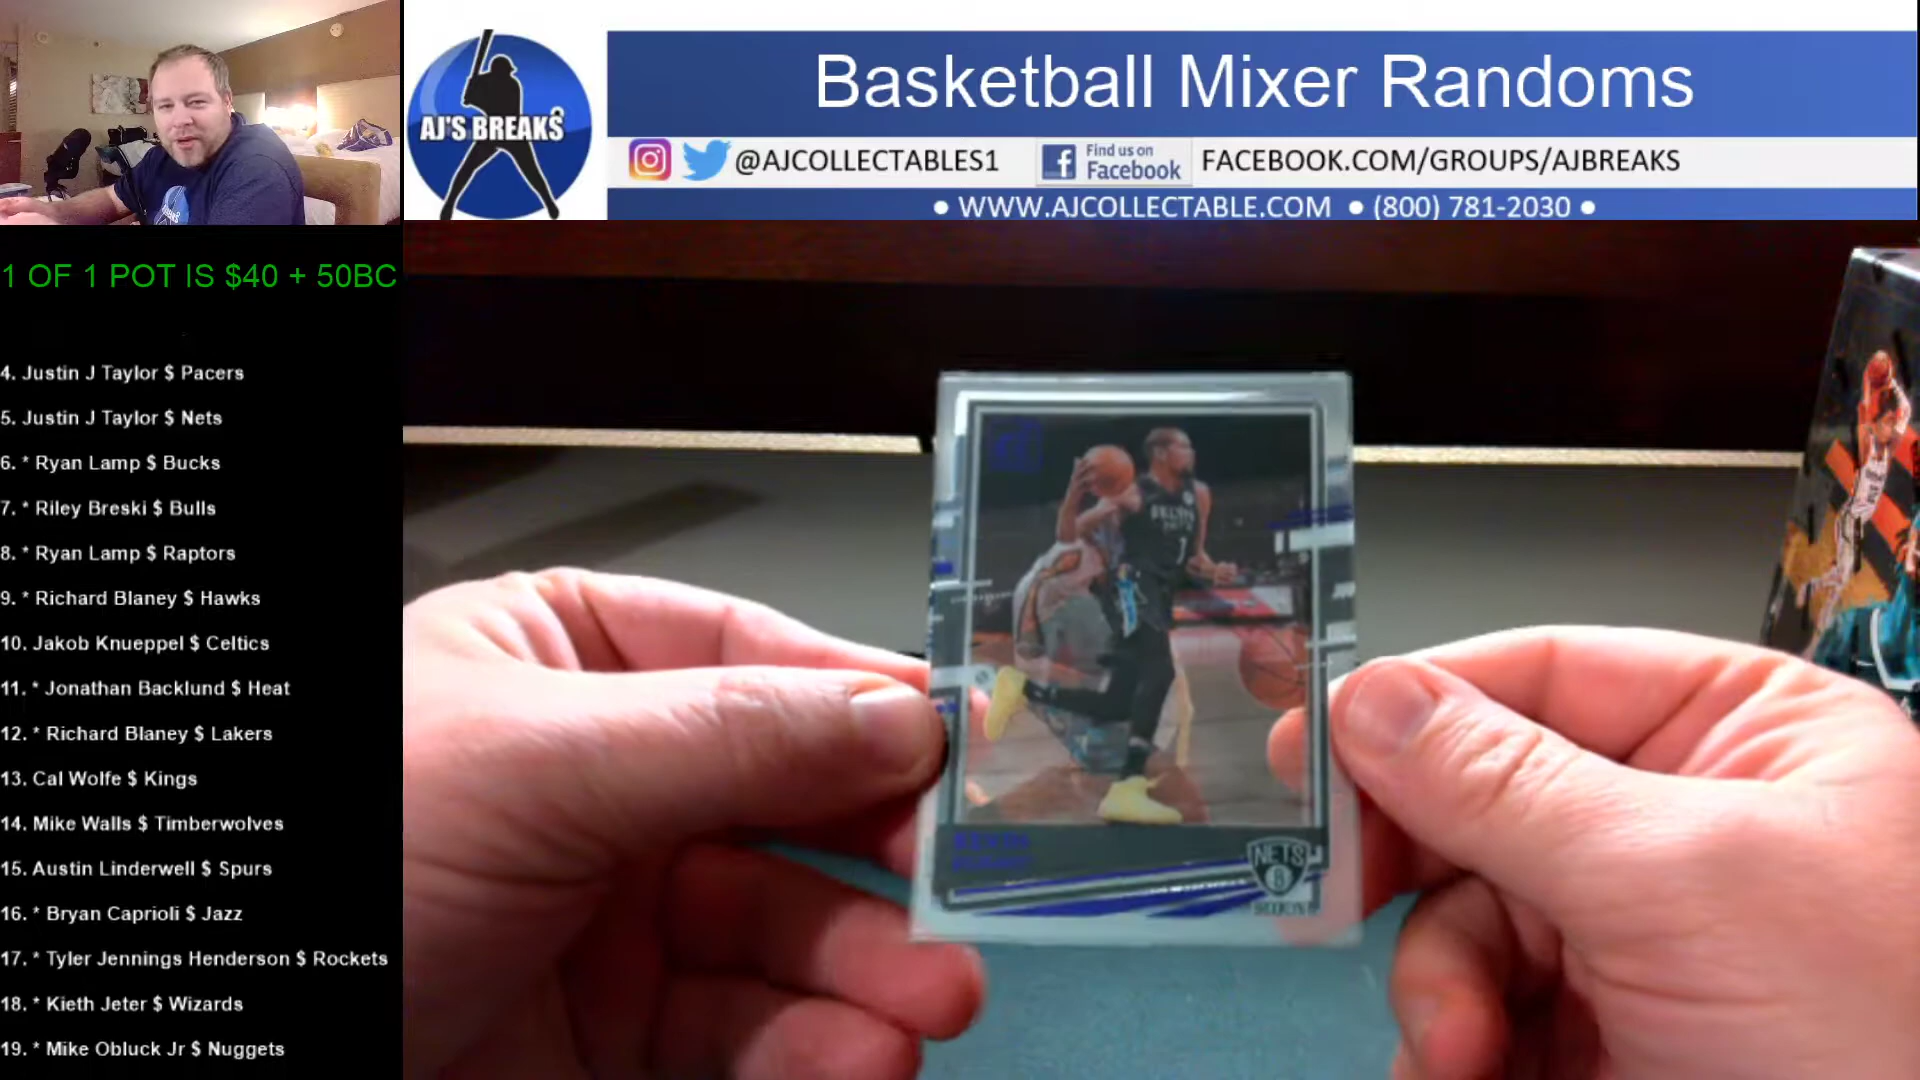 Basketball Mixer Randoms
AJ'S BREAKS
@AJCOLLECTABLES1
Find us on
Facebook
FACEBOOK.COM/GROUPS/AJBREAKS
• WWW.AJCOLLECTABLE.COM • (800) 781-2030 •
1 OF 1 POT IS $40 + 50BC
4. Justin J Taylor $ Pacers
5. Justin J Taylor $ Nets
6. * Ryan Lamp $ Bucks
7. * Riley Breski $ Bulls
8. * Ryan Lamp $ Raptors
9. * Richard Blaney $ Hawks
10. Jakob Knueppel $ Celtics
11. * Jonathan Backlund $ Heat
12. * Richard Blaney $ Lakers
13. Cal Wolfe $ Kings
14. Mike Walls $ Timberwolves
15. Austin Linderwell $ Spurs
16. * Bryan Caprioli $ Jazz
17. * Tyler Jennings Henderson $ Rockets
18. * Kieth Jeter $ Wizards
19. * Mike Obluck Jr $ Nuggets
KEVIN
NETS